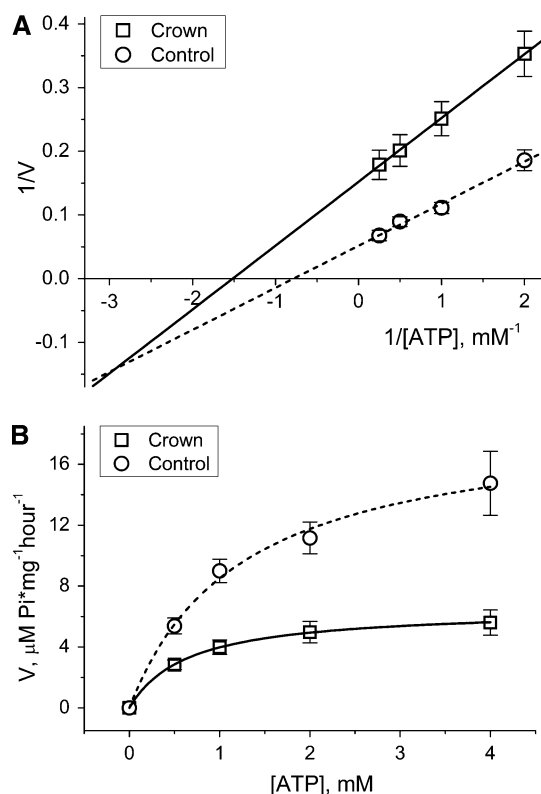 A
Crown
Control
0.4
0.3
0.2
0.1
0.0
-0.1
1/V
-3
-2
-1
0
1
2
1/[ATP], mM⁻¹
B
Crown
Control
16
12
8
4
0
V, µM Pi*mg⁻¹hour⁻¹
0
1
2
3
4
[ATP], mM